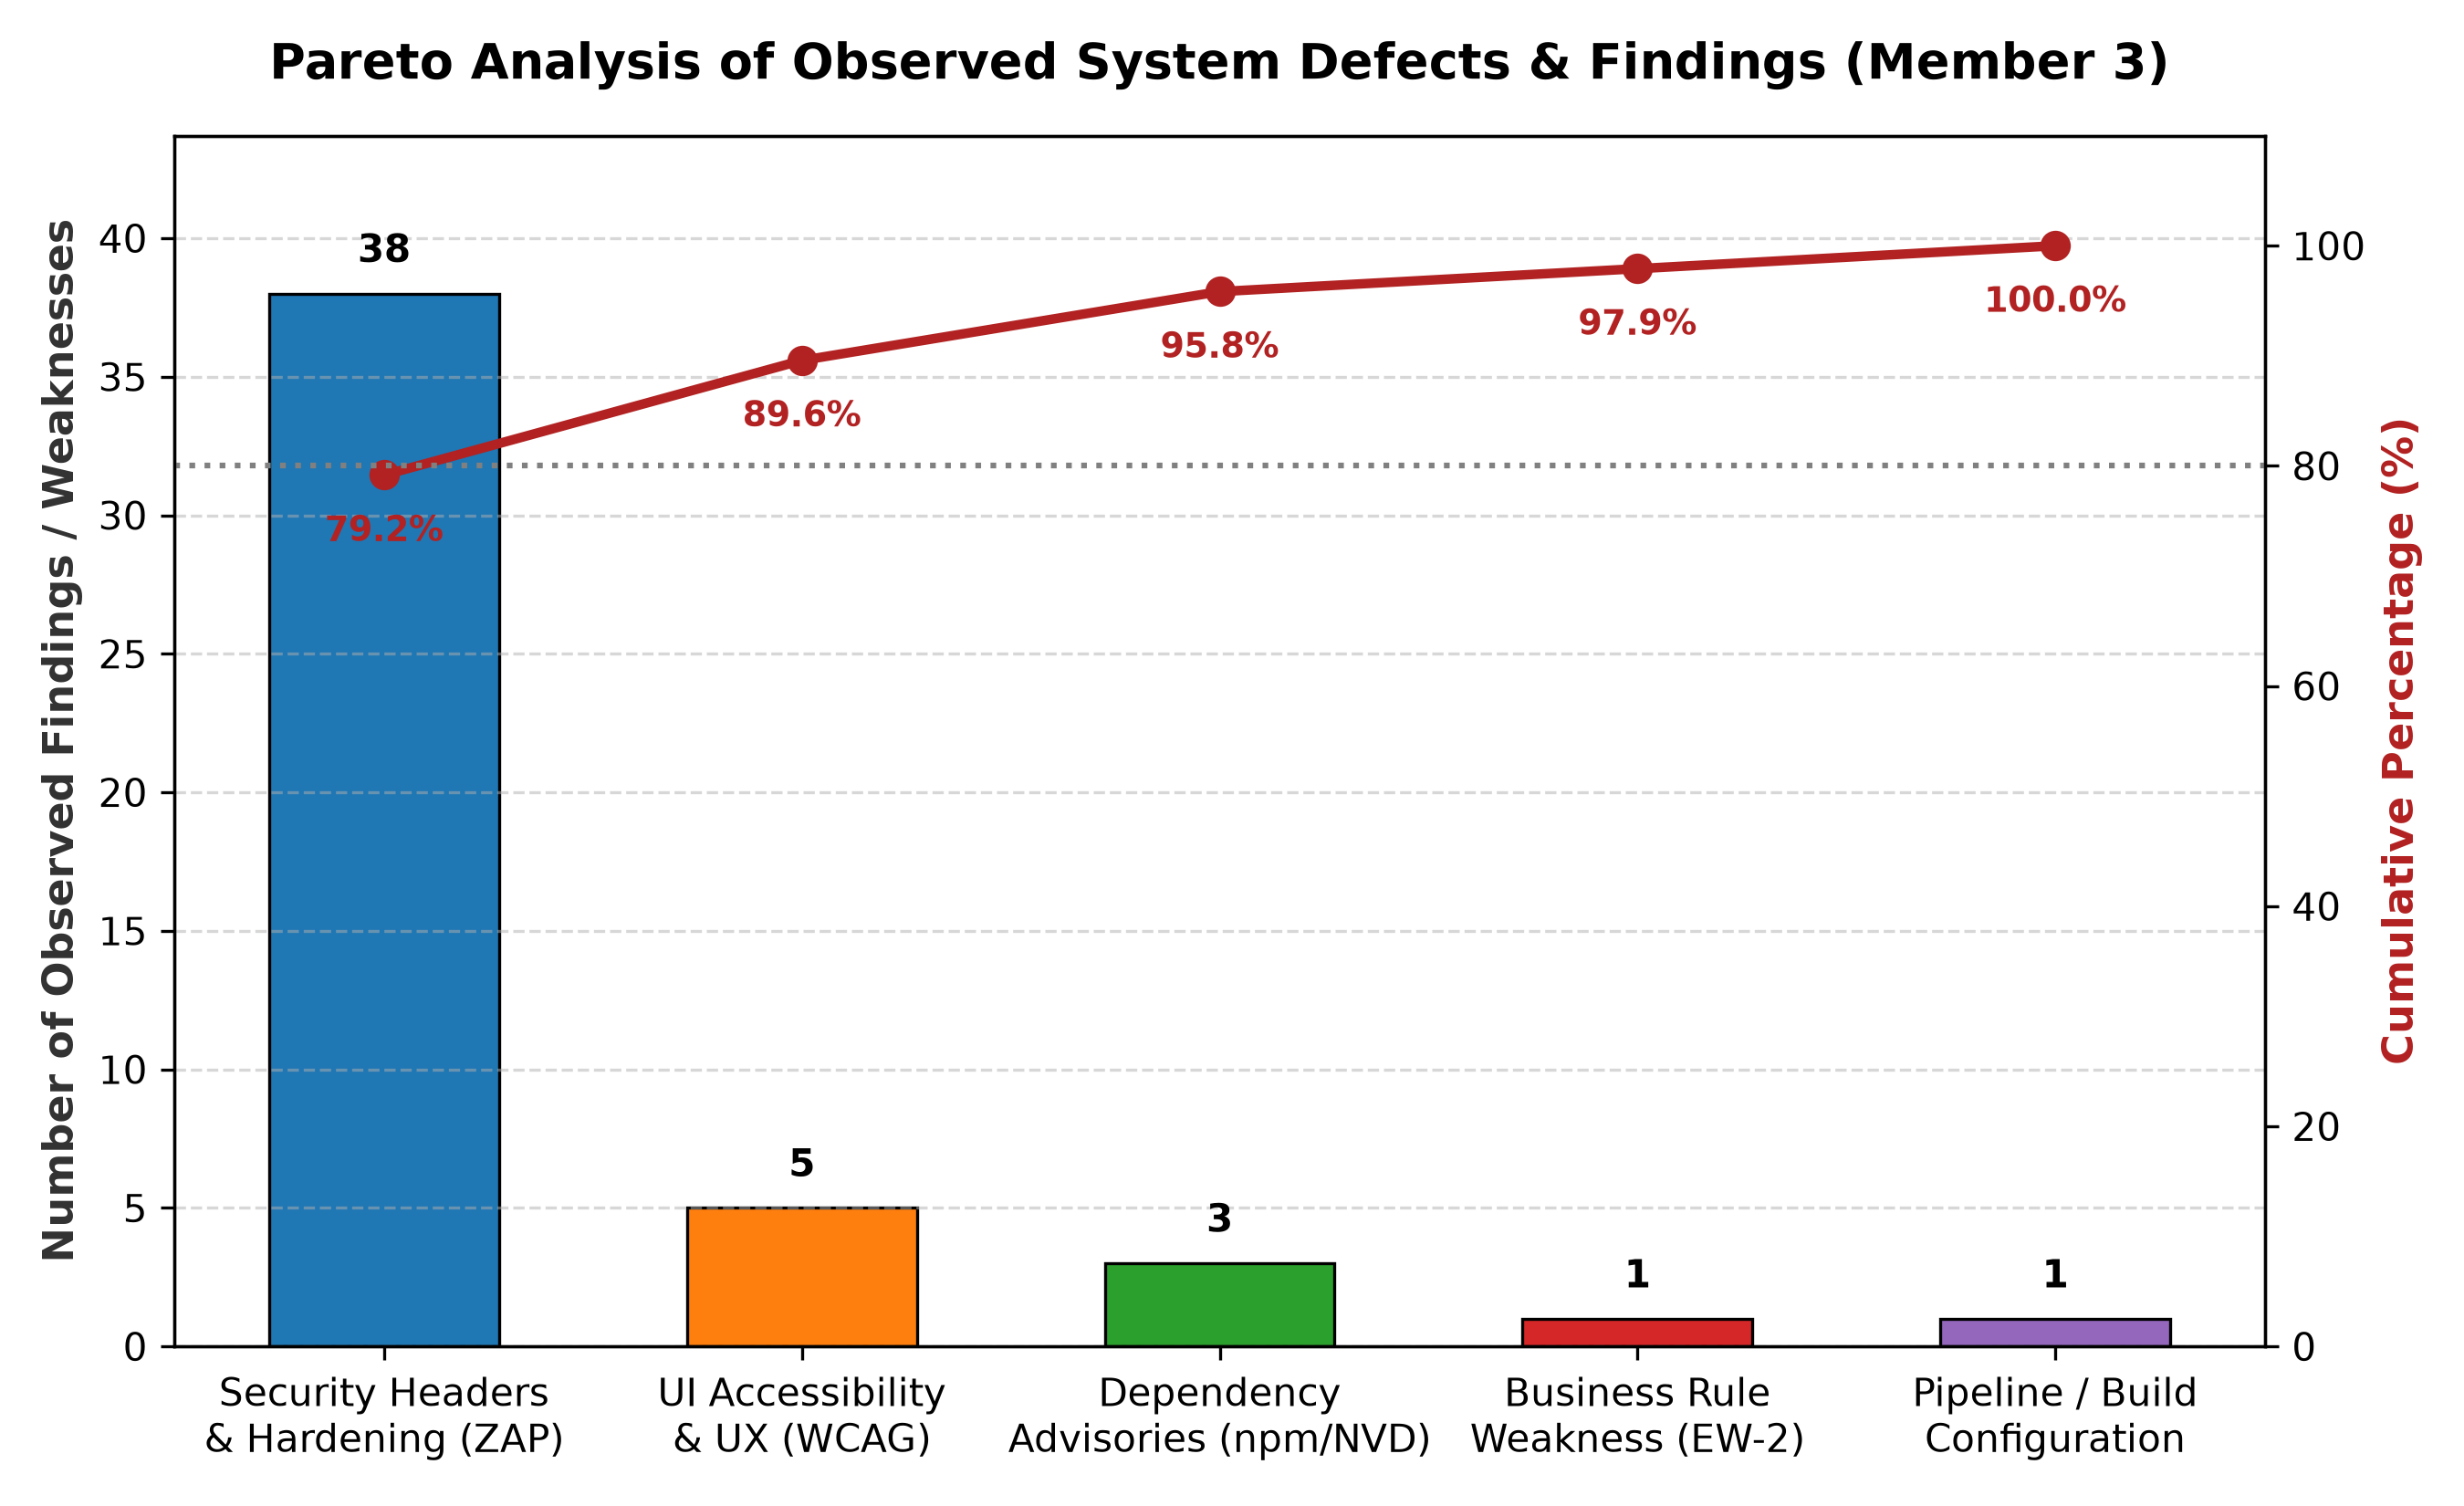 Pareto Analysis of Observed System Defects & Findings (Member 3)
Number of Observed Findings / Weaknesses
40
35
30
25
20
15
10
5
0
38
5
3
1
1
79.2%
89.6%
95.8%
97.9%
100.0%
100
80
60
40
20
0
Cumulative Percentage (%)
Security Headers
& Hardening (ZAP)
UI Accessibility
& UX (WCAG)
Dependency
Advisories (npm/NVD)
Business Rule
Weakness (EW-2)
Pipeline / Build
Configuration